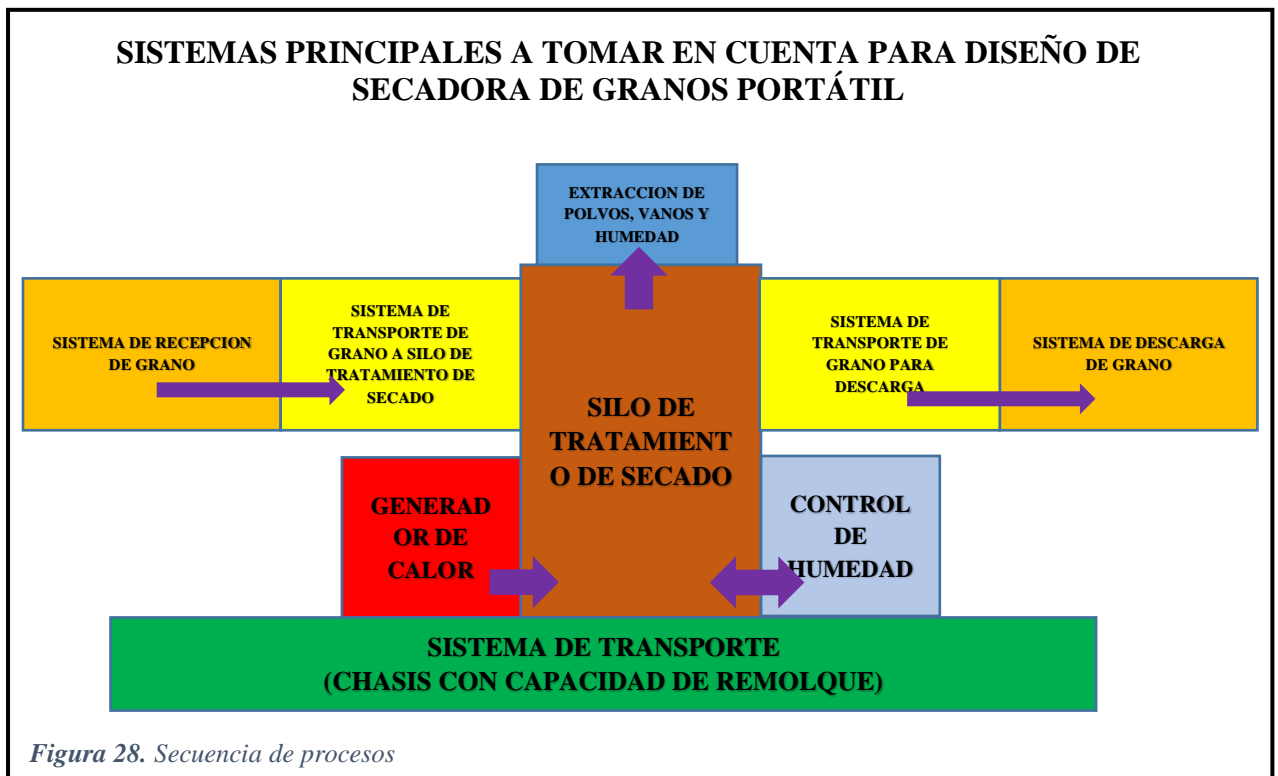 SISTEMAS PRINCIPALES A TOMAR EN CUENTA PARA DISEÑO DE
SECADORA DE GRANOS PORTÁTIL
EXTRACCION DE
POLVOS, VANOS Y
HUMEDAD
SISTEMA DE RECEPCION
DE GRANO
SISTEMA DE
TRANSPORTE DE
GRANO A SILO DE
TRATAMIENTO DE
SECADO
SILO DE
TRATAMIENT
O DE SECADO
SISTEMA DE
TRANSPORTE DE
GRANO PARA
DESCARGA
SISTEMA DE DESCARGA
DE GRANO
GENERAD
OR DE
CALOR
CONTROL
DE
HUMEDAD
SISTEMA DE TRANSPORTE
(CHASIS CON CAPACIDAD DE REMOLQUE)
Figura 28. Secuencia de procesos